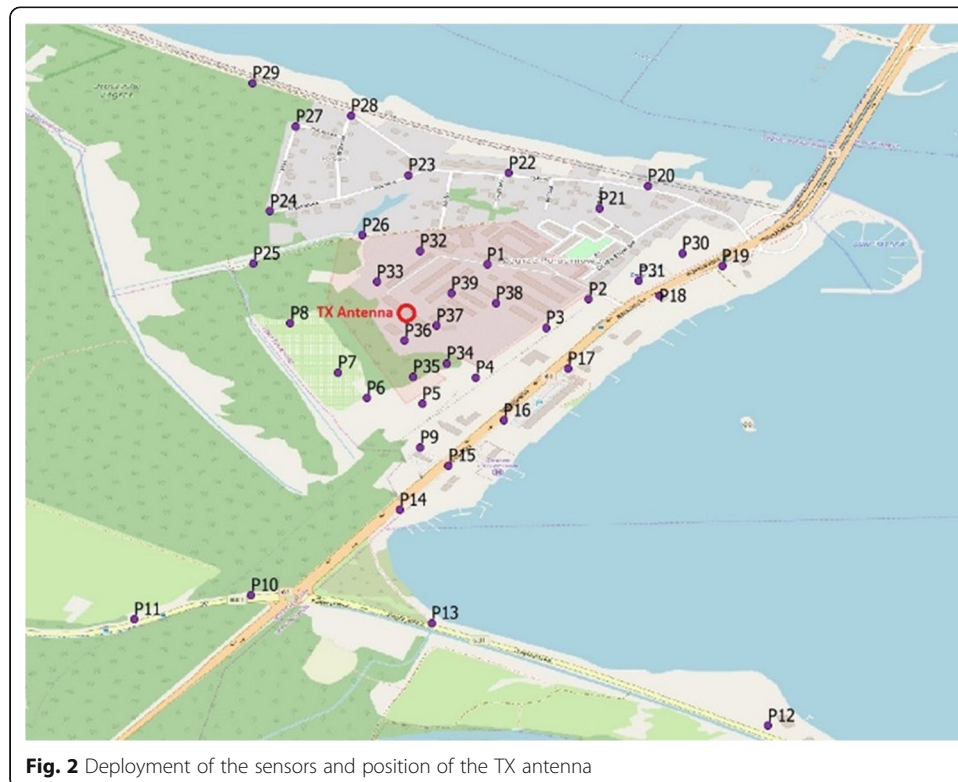 P29
P28
P27
P23
P22
P20
P21
P24
P26
P25
P32
P1
P30
P19
P33
P31
P39
P38
P2
P18
TX Antenna
P8
P37
P3
P36
P34
P17
P7
P35
P4
P6
P5
P16
P9
P15
P14
P10
P11
P13
P12
Fig. 2 Deployment of the sensors and position of the TX antenna